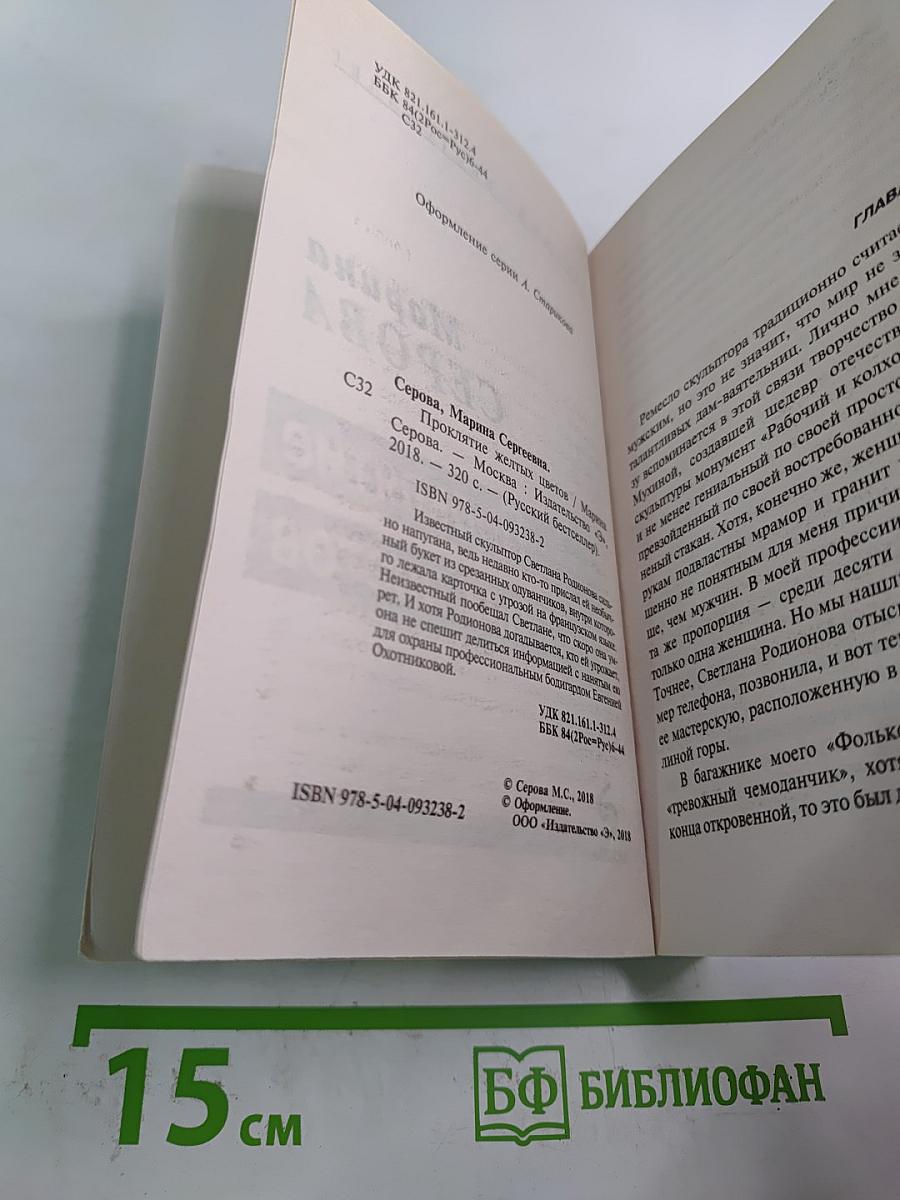 УДК 821.161.1-312.4
ББК 84(2Рос=Рус)6-44
С32
Оформление серии А. Старикова
Серова, Марина Сергеевна.
С32
Проклятие желтых цветов / Марина
Серова. — Москва : Издательство «Э»,
2018. — 320 с. — (Русский бестселлер).
ISBN 978-5-04-093238-2
Известный скульптор Светлана Родионова силь-
но напугана, ведь недавно кто-то прислал ей необыч-
ный букет из срезанных одуванчиков, внутри которо-
го лежала карточка с угрозой на французском языке.
Неизвестный пообещал Светлане, что скоро она ум-
рет. И хотя Родионова догадывается, кто ей угрожает,
она не спешит делиться информацией с нанятым ею
для охраны профессиональным бодигардом Евгенией
Охотниковой.
УДК 821.161.1-312.4
ББК 84(2Рос=Рус)6-44
ISBN 978-5-04-093238-2
© Серова М.С., 2018
© Оформление.
ООО «Издательство «Э», 2018
ГЛАВА
Ремесло скульптора традиционно считае
мужским, но это не значит, что мир не з
талантливых дам-ваятельниц. Лично мне
зу вспоминается в этой связи творчество
Мухиной, создавшей шедевр отечеств
скульптуры монумент «Рабочий и колхо
и не менее гениальный по своей простo
превзойденный по своей востребованно
неный стакан. Хотя, конечно же, женщ
рукам подвластны мрамор и гранит –
шенно не понятным для меня причи
ше, чем мужчин. В моей профессии
та же пропорция — среди десяти
только одна женщина. Но мы нашл
Точнее, Светлана Родионова отыс
мер телефона, позвонила, и вот те
ее мастерскую, расположенную в
линой горы.
В багажнике моего «Фольк
«тревожный чемоданчик», хотя
конца откровенной, то это был д
15 см
БФ БИБЛИОФАН